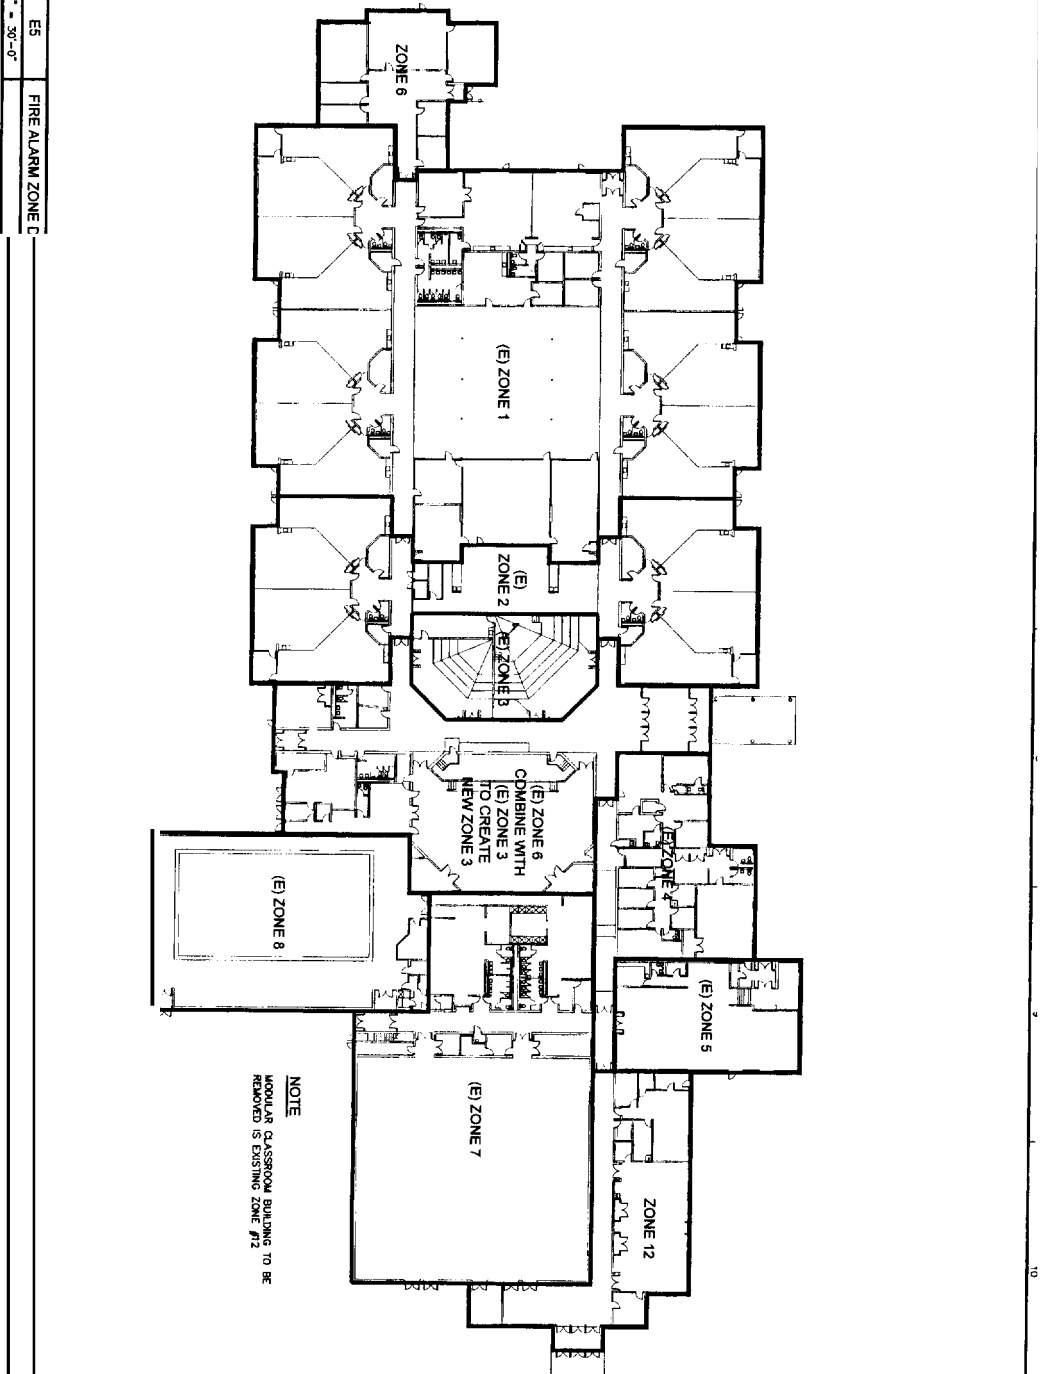 E5
FIRE ALARM ZONE
= 30'-0"
ZONE 6
(E) ZONE 1
(E)
ZONE 2
(E) ZONE 3
(E) ZONE 6
COMBINE WITH
(E) ZONE 3
TO CREATE
NEW ZONE 3
(E) ZONE 4
(E) ZONE 5
(E) ZONE 8
(E) ZONE 7
ZONE 12
NOTE
MODULAR CLASSROOM BUILDING TO BE
REMOVED IS EXISTING ZONE #12
10